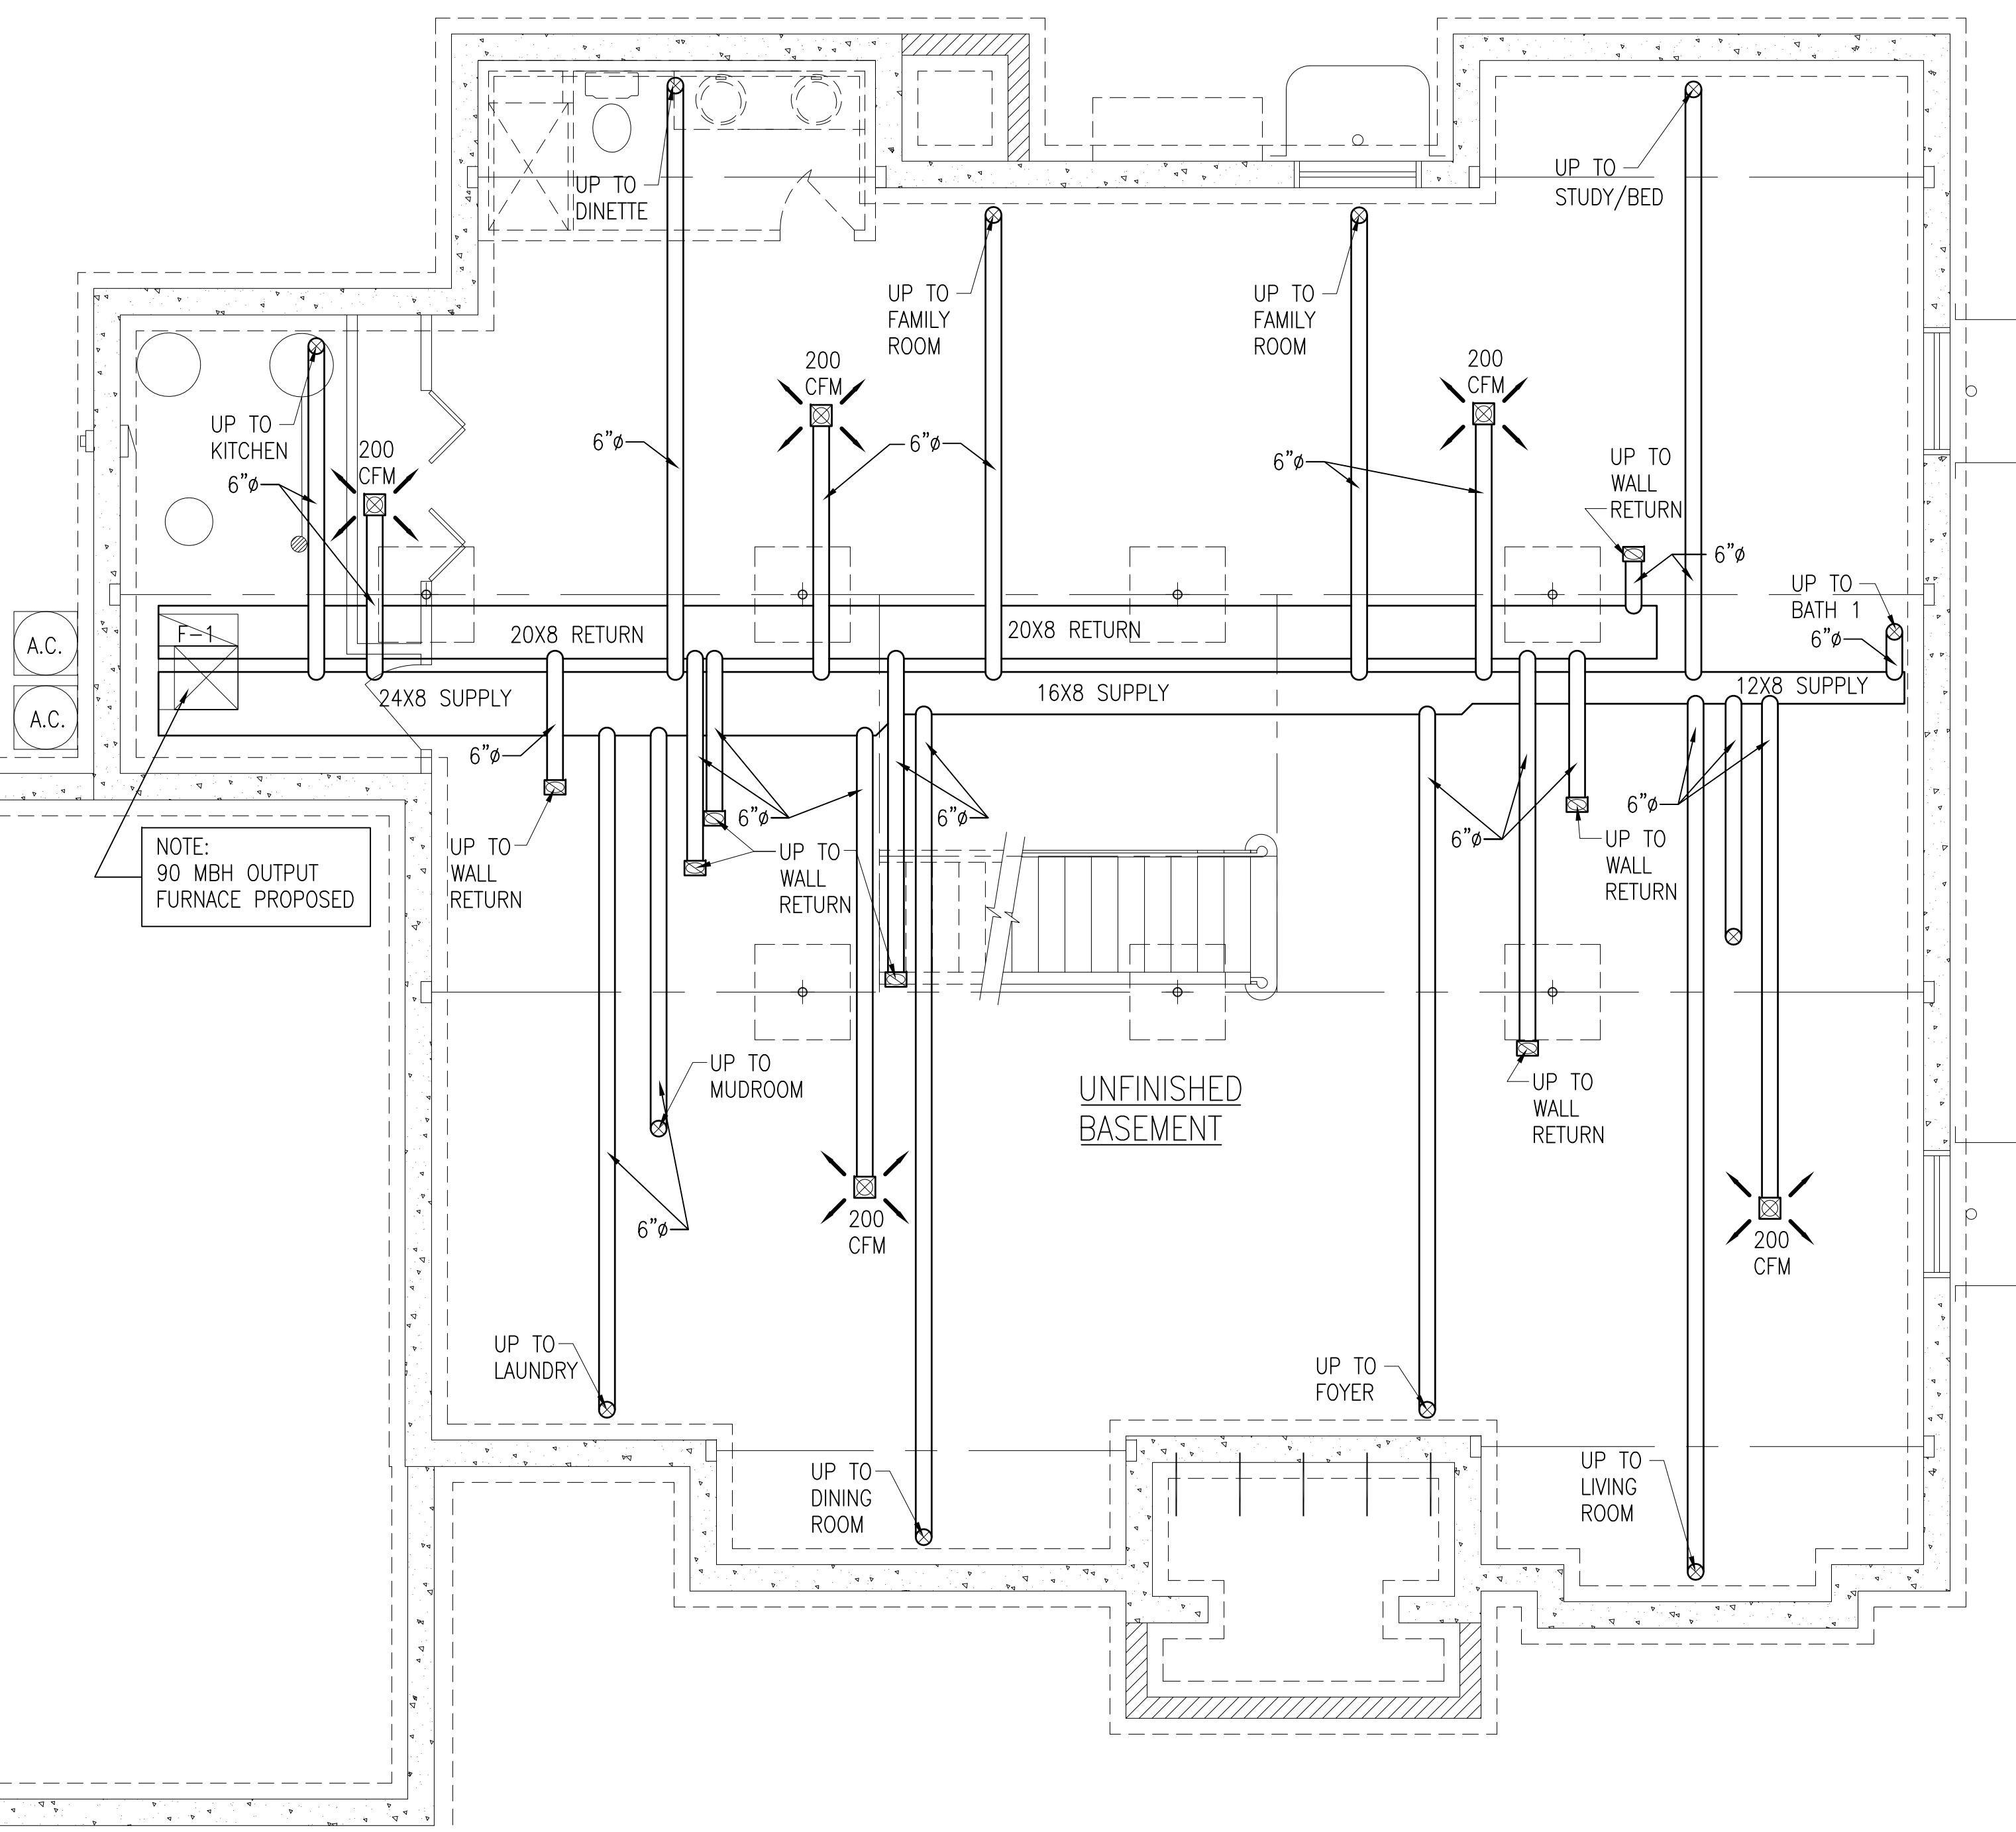 UP TO
DINETTE
UP TO
STUDY/BED
UP TO
FAMILY
ROOM
UP TO
FAMILY
ROOM
200
CFM
200
CFM
UP TO
KITCHEN
200
CFM
6"ø
6"ø
6"ø
6"ø
6"ø
UP TO
WALL
RETURN
6"ø
UP TO
BATH 1
6"ø
F-1
20X8 RETURN
20X8 RETURN
A.C.
A.C.
24X8 SUPPLY
16X8 SUPPLY
12X8 SUPPLY
6"ø
6"ø
6"ø
6"ø
6"ø
NOTE:
90 MBH OUTPUT
FURNACE PROPOSED
UP TO
WALL
RETURN
UP TO
WALL
RETURN
UP TO
WALL
RETURN
UP TO
MUDROOM
UNFINISHED
BASEMENT
UP TO
WALL
RETURN
6"ø
200
CFM
200
CFM
UP TO
LAUNDRY
UP TO
FOYER
UP TO
DINING
ROOM
UP TO
LIVING
ROOM